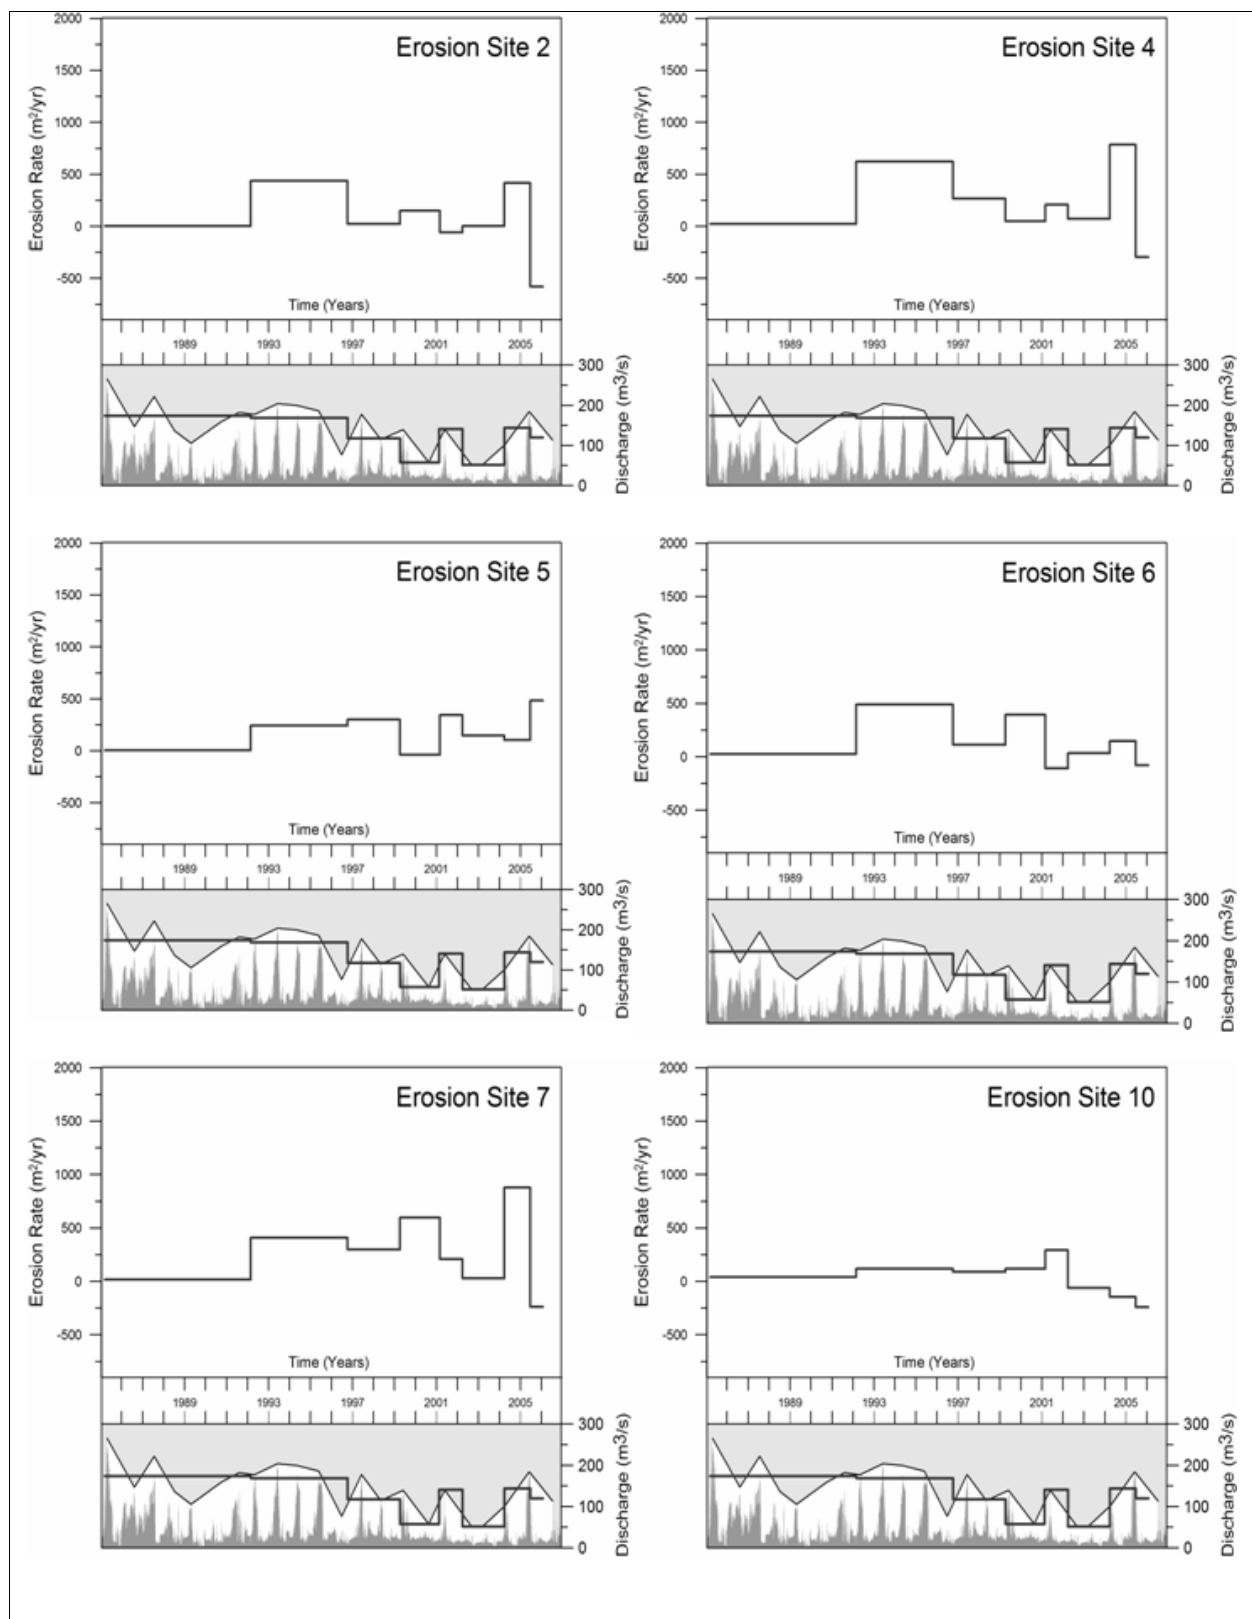 Erosion Site 2
2000
1500
1000
500
0
-500
Erosion Rate (m²/yr)
Time (Years)
1989 1993 1997 2001 2005
300
200
100
0
Discharge (m3/s)
Erosion Site 4
2000
1500
1000
500
0
-500
Erosion Rate (m²/yr)
Time (Years)
1989 1993 1997 2001 2005
300
200
100
0
Discharge (m3/s)
Erosion Site 5
2000
1500
1000
500
0
-500
Erosion Rate (m²/yr)
Time (Years)
1989 1993 1997 2001 2005
300
200
100
0
Discharge (m3/s)
Erosion Site 6
2000
1500
1000
500
0
-500
Erosion Rate (m²/yr)
Time (Years)
1989 1993 1997 2001 2005
300
200
100
0
Discharge (m3/s)
Erosion Site 7
2000
1500
1000
500
0
-500
Erosion Rate (m²/yr)
Time (Years)
1989 1993 1997 2001 2005
300
200
100
0
Discharge (m3/s)
Erosion Site 10
2000
1500
1000
500
0
-500
Erosion Rate (m²/yr)
Time (Years)
1989 1993 1997 2001 2005
300
200
100
0
Discharge (m3/s)